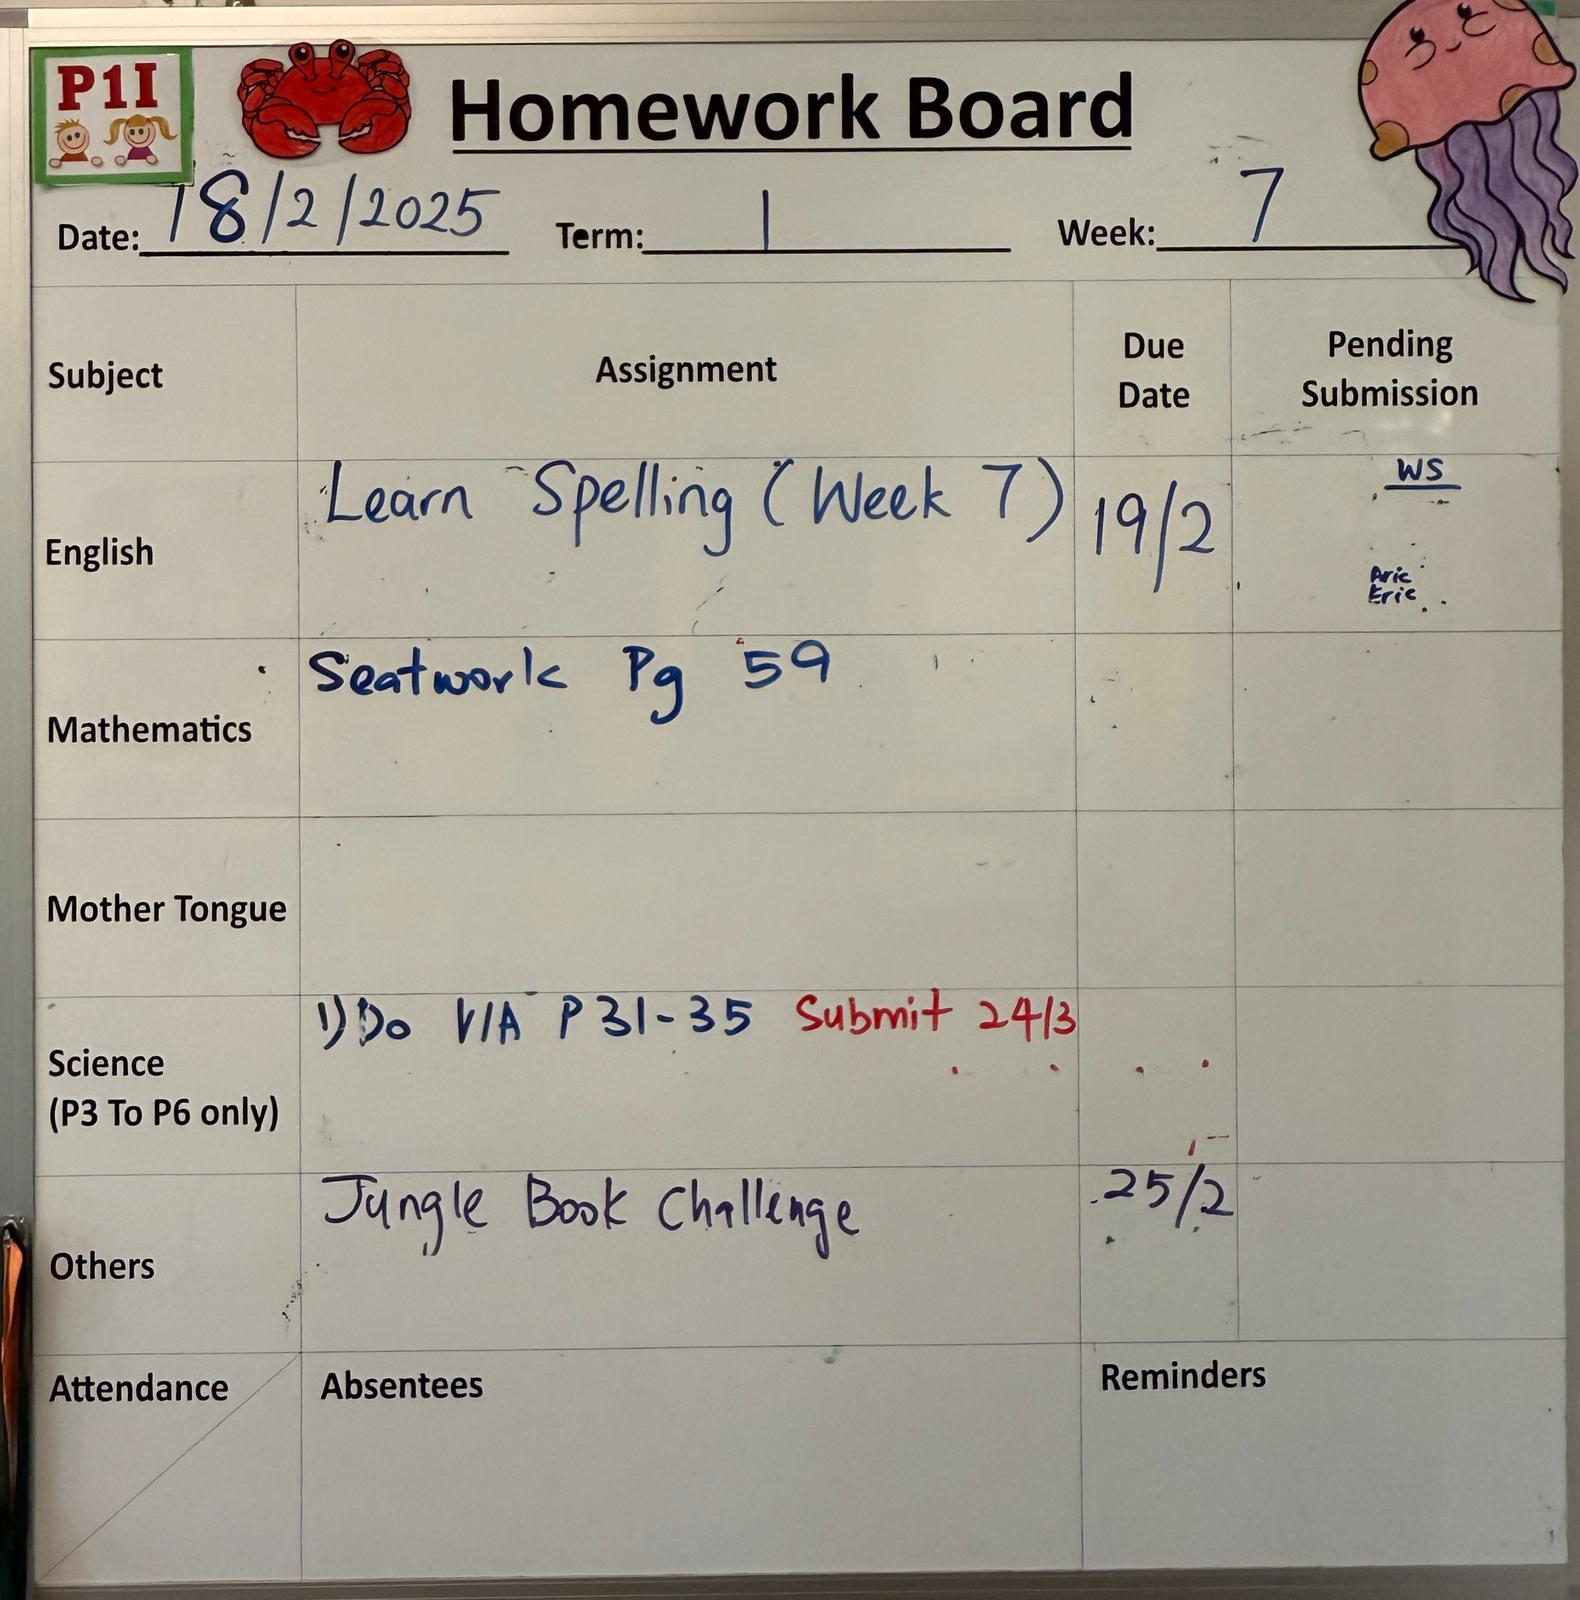 P1I
Homework Board
Date: 18/2/2025 Term: 1 Week: 7
Subject Assignment Due Date Pending Submission
English Learn Spelling (Week 7) 19/2 WS
Aric
Eric
Mathematics Seatwork Pg 59
Mother Tongue
Science 1) Do V/A P 31-35 Submit 24/3
(P3 To P6 only)
Others Jungle Book Challenge 25/2
Attendance Absentees Reminders